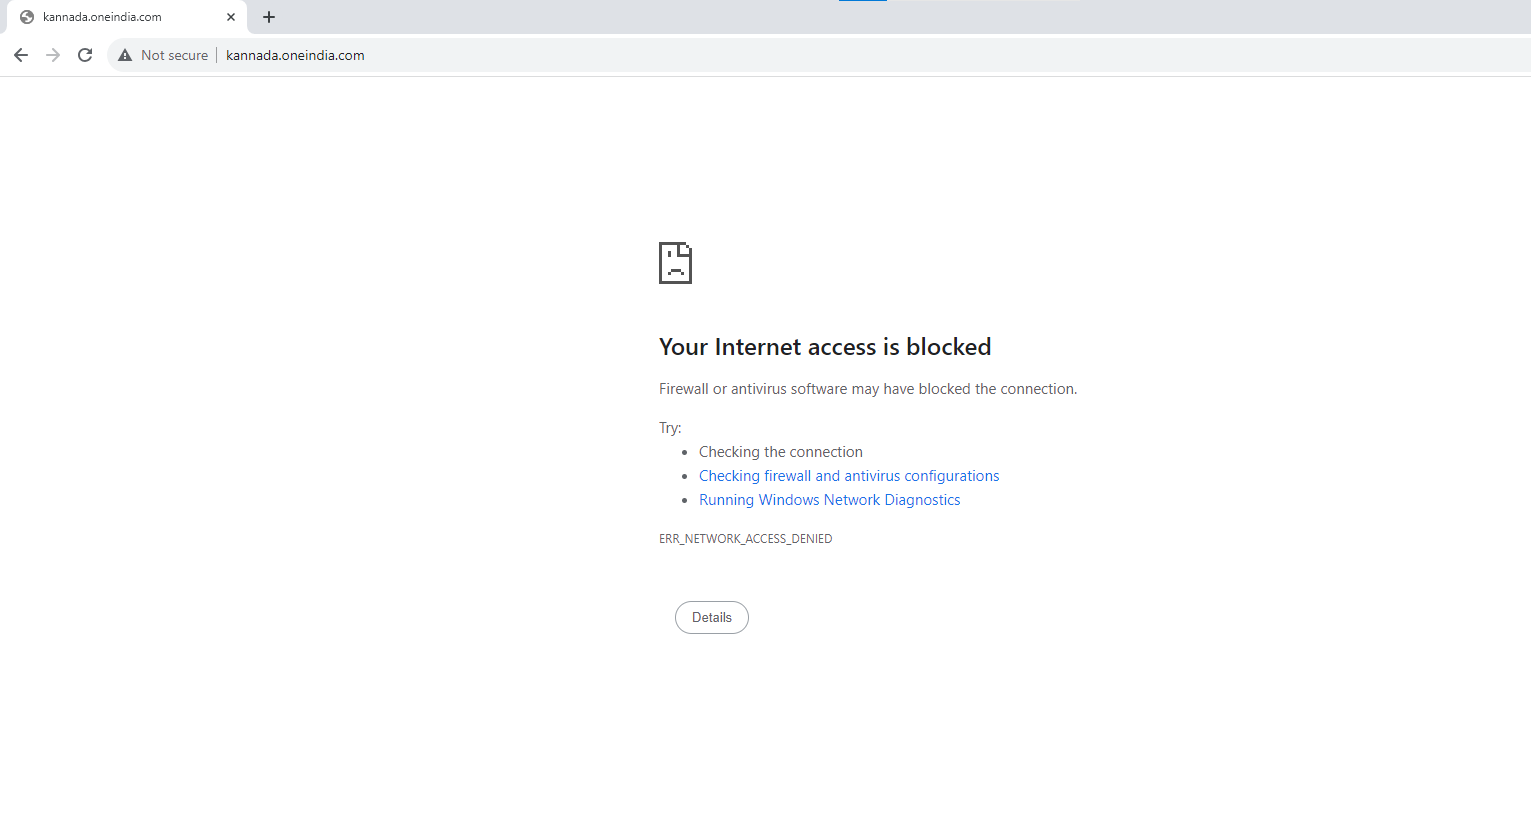 kannada.oneindia.com
Not secure
kannada.oneindia.com
Your Internet access is blocked
Firewall or antivirus software may have blocked the connection.
Try:
Checking the connection
Checking firewall and antivirus configurations
Running Windows Network Diagnostics
ERR_NETWORK_ACCESS_DENIED
Details